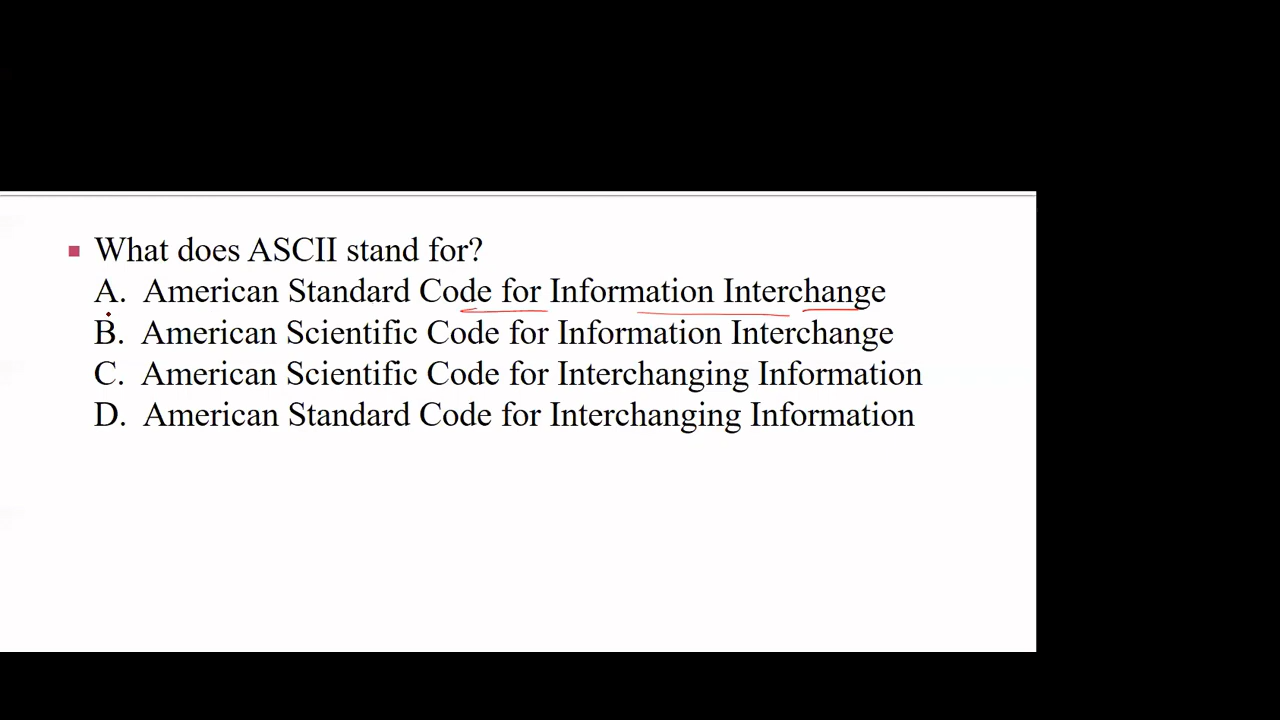 What does ASCII stand for?
A. American Standard Code for Information Interchange
B. American Scientific Code for Information Interchange
C. American Scientific Code for Interchanging Information
D. American Standard Code for Interchanging Information